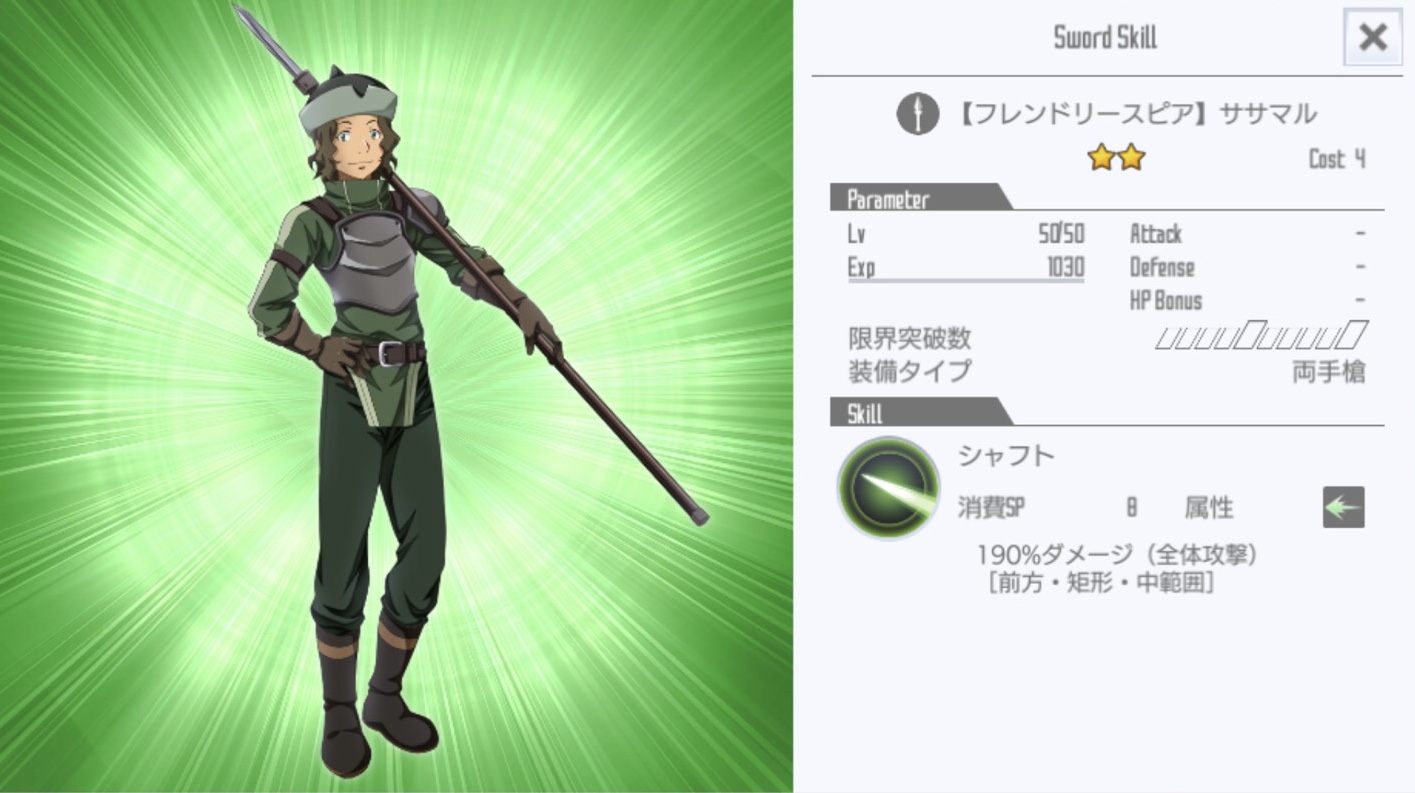 Sword Skill
【フレンドリースピア】ササマル
Cost 4
Parameter
Lv 50/50 Attack -
Exp 1030 Defense -
HP Bonus -
限界突破数
装備タイプ 両手槍
Skill
シャフト
消費SP 8 属性
190%ダメージ（全体攻撃）
［前方・矩形・中範囲］